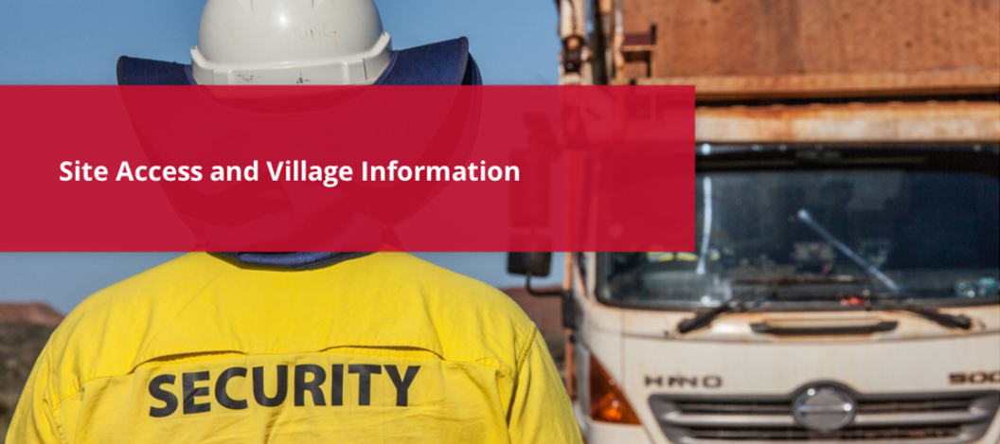 Site Access and Village Information
SECURITY
HINO
500